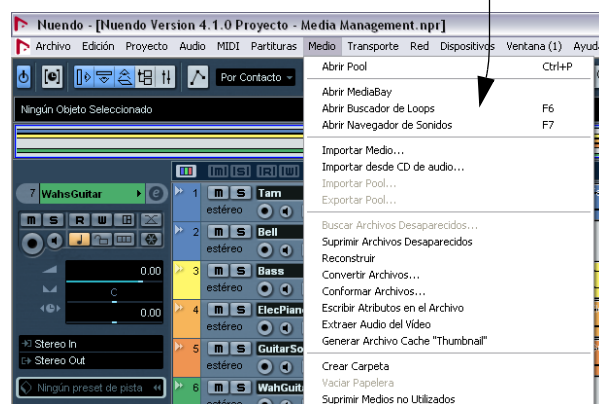 Nuendo - [Nuendo Version 4.1.0 Proyecto - Media Management.npr]
Archivo Edición Proyecto Audio MIDI Partituras Medio Transporte Red Dispositivos Ventana (1) Ayud
Por Contacto
Ningún Objeto Seleccionado
Abrir Pool Ctrl+P
Abrir MediaBay
Abrir Buscador de Loops F6
Abrir Navegador de Sonidos F7
Importar Medio...
Importar desde CD de audio...
Importar Pool...
Exportar Pool...
Buscar Archivos Desaparecidos...
Suprimir Archivos Desaparecidos
Reconstruir
Convertir Archivos...
Conformar Archivos...
Escribir Atributos en el Archivo
Extraer Audio del Vídeo
Generar Archivo Cache "Thumbnail"
Crear Carpeta
Vaciar Papelera
Suprimir Medios no Utilizados
M S R W
7 WahsGuitar e
m S R W
0.00
C
0.00
Stereo In
Stereo Out
Ningún preset de pista
1 m S Tam
estéreo
2 m S Bell
estéreo
3 m S Bass
estéreo
4 m S ElecPian
estéreo
5 m S GuitarSo
estéreo
6 m S WahGuit
estéreo